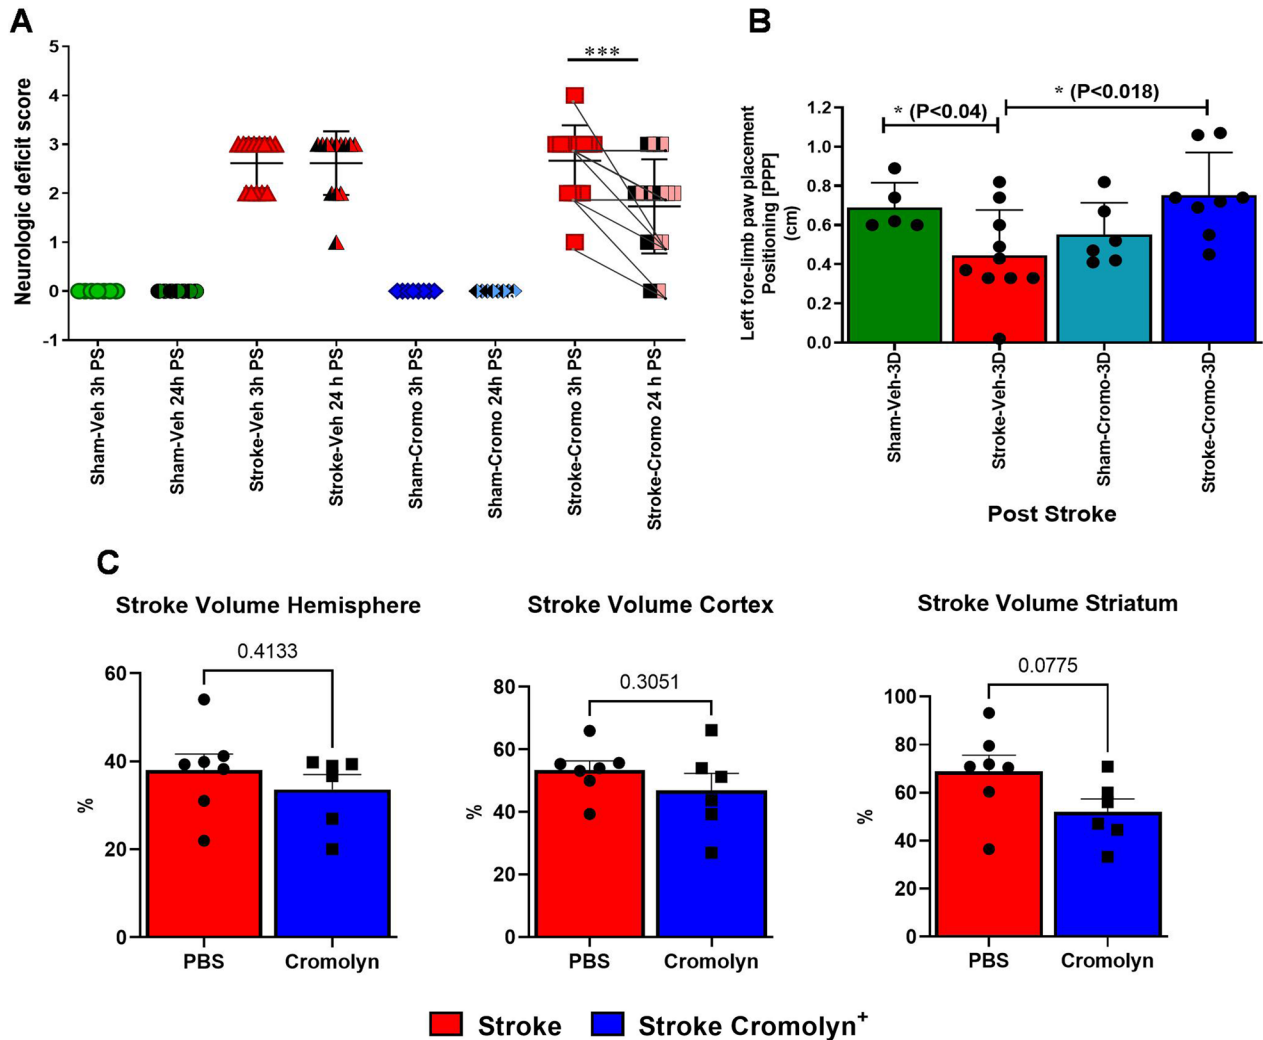 A
Neurologic deficit score
5
4
3
2
1
0
-1
***
Sham-Veh 3h PS
Sham-Veh 24h PS
Stroke-Veh 3h PS
Stroke-Veh 24 h PS
Sham-Cromo 3h PS
Sham-Cromo 24h PS
Stroke-Cromo 3h PS
Stroke-Cromo 24 h PS
B
Left fore-limb paw placement
Positioning [PPP]
(cm)
1.2
1.0
0.8
0.6
0.4
0.2
0.0
* (P<0.04)
* (P<0.018)
Sham-Veh-3D
Stroke-Veh-3D
Sham-Cromo-3D
Stroke-Cromo-3D
Post Stroke
C
Stroke Volume Hemisphere
0.4133
60
40
20
0
%
PBS
Cromolyn
Stroke Volume Cortex
0.3051
80
60
40
20
0
%
PBS
Cromolyn
Stroke Volume Striatum
0.0775
100
80
60
40
20
0
%
PBS
Cromolyn
Stroke
Stroke Cromolyn+